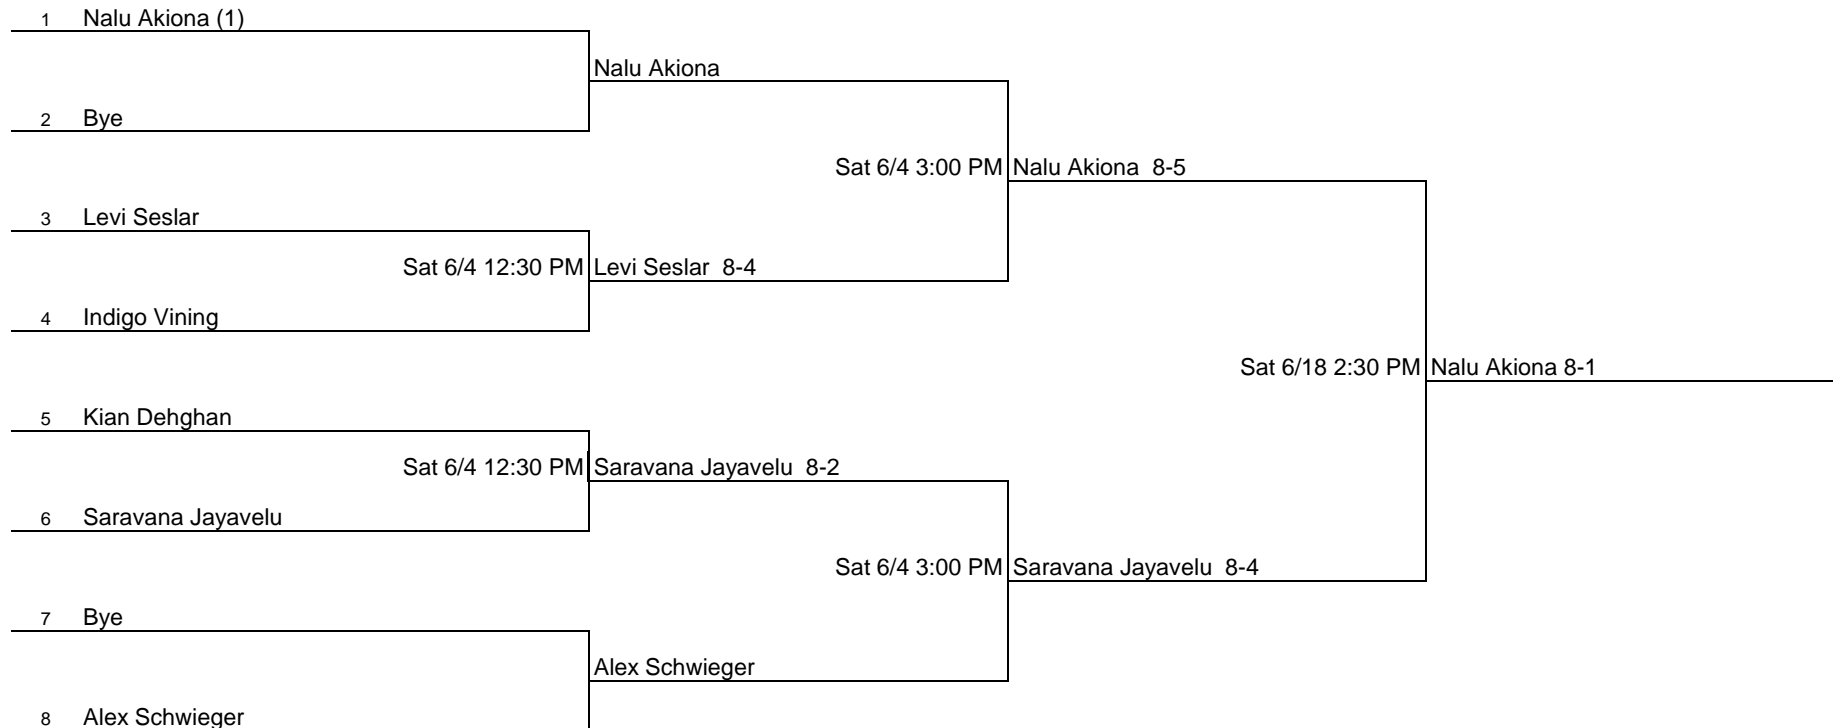 1 Nalu Akiona (1)
Nalu Akiona
2 Bye
Sat 6/4 3:00 PM Nalu Akiona 8-5
3 Levi Seslar
Sat 6/4 12:30 PM Levi Seslar 8-4
4 Indigo Vining
Sat 6/18 2:30 PM Nalu Akiona 8-1
5 Kian Dehghan
Sat 6/4 12:30 PM Saravana Jayavelu 8-2
6 Saravana Jayavelu
Sat 6/4 3:00 PM Saravana Jayavelu 8-4
7 Bye
Alex Schwieger
8 Alex Schwieger